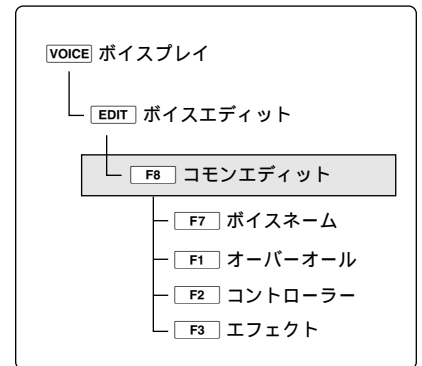 VOICE ボイスプレイ
EDIT ボイスエディット
F8 コモンエディット
F7 ボイスネーム
F1 オーバーオール
F2 コントローラー
F3 エフェクト